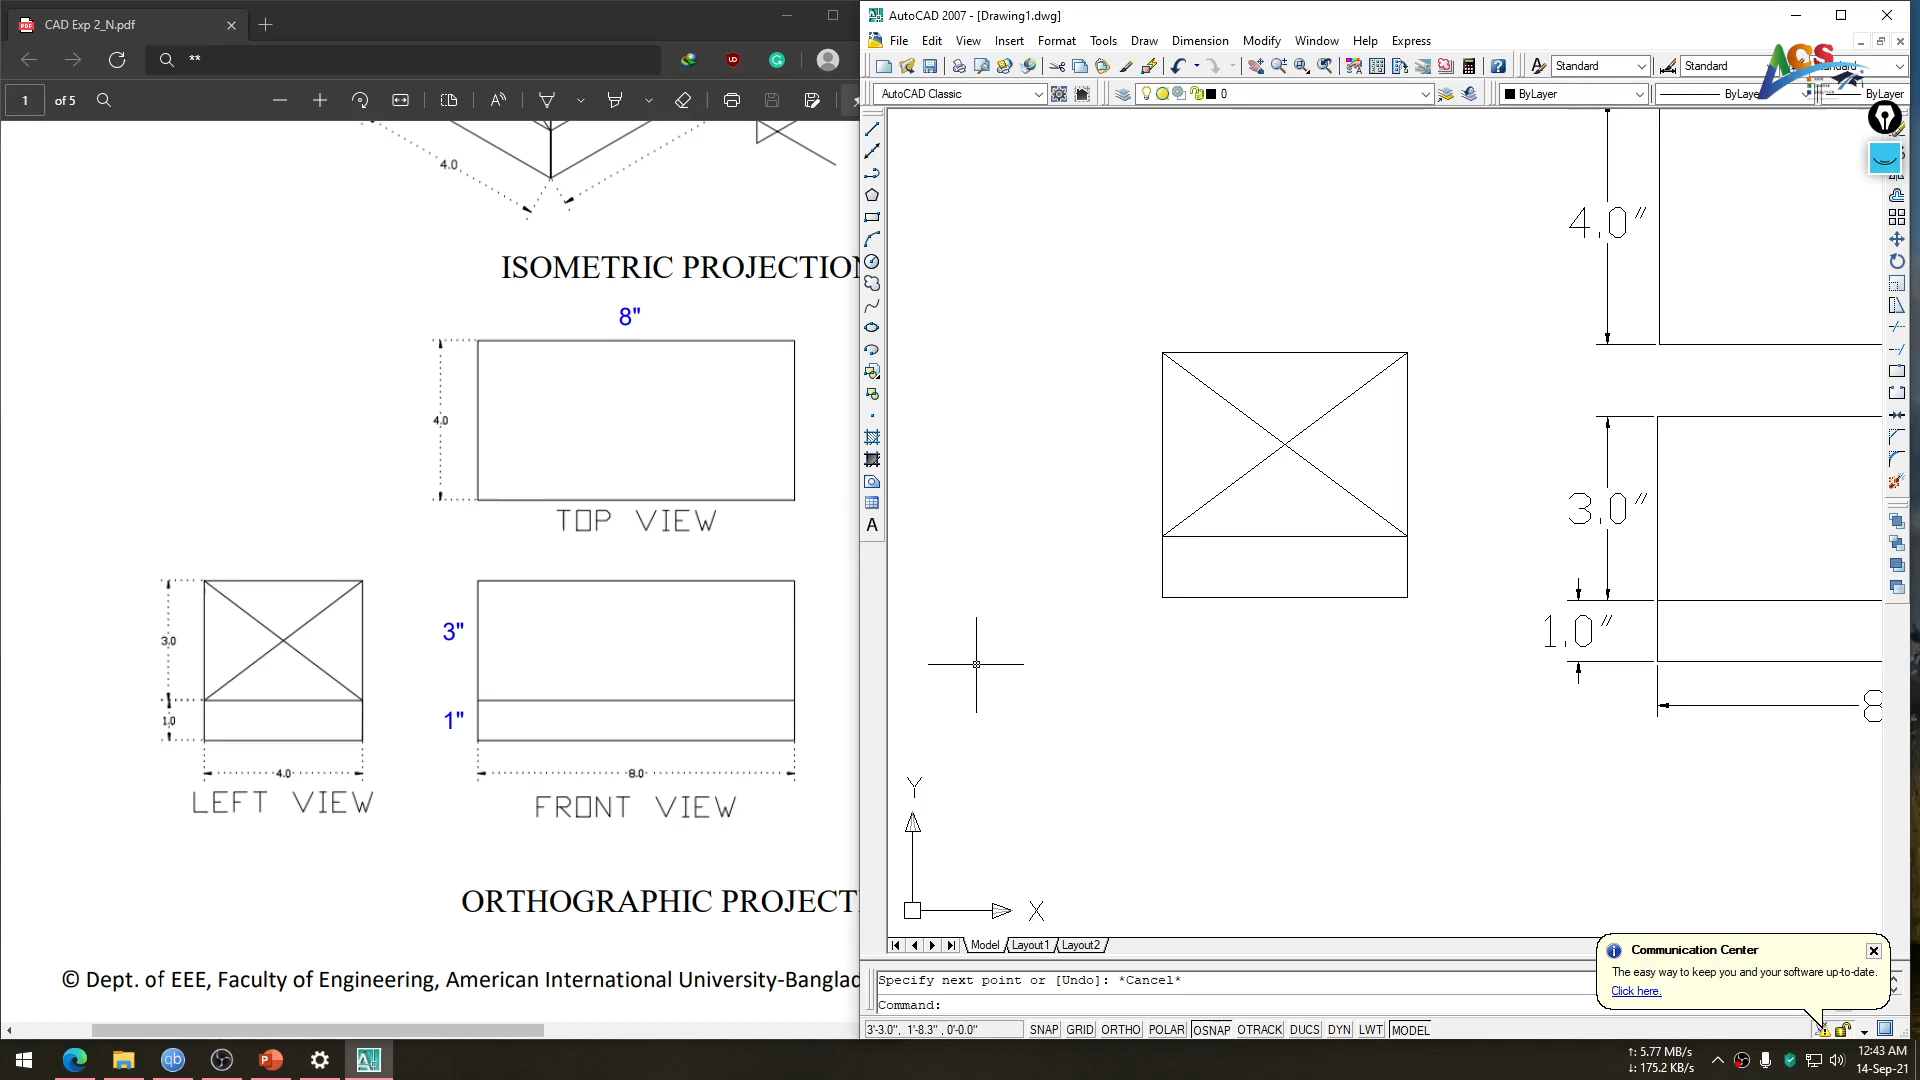 CAD Exp 2_N.pdf
**
1 of 5
4.0
ISOMETRIC PROJECTION
8"
4.0
TOP VIEW
3.0
1.0
3"
1"
4.0
8.0
LEFT VIEW
FRONT VIEW
ORTHOGRAPHIC PROJECT
© Dept. of EEE, Faculty of Engineering, American International University-Banglad
AutoCAD 2007 - [Drawing1.dwg]
File Edit View Insert Format Tools Draw Dimension Modify Window Help Express
Standard Standard Standard
AutoCAD Classic 0 ByLayer ByLaye ByLayer
ACS
4.0"
3.0"
1.0"
8
Y
X
Model Layout1 Layout2
Specify next point or [Undo]: *Cancel*
Command:
3'-3.0", 1'-8.3" , 0'-0.0" SNAP GRID ORTHO POLAR OSNAP OTRACK DUCS DYN LWT MODEL
Communication Center
The easy way to keep you and your software up-to-date.
Click here.
↑: 5.77 MB/s
↓: 175.2 KB/s
12:43 AM
14-Sep-21